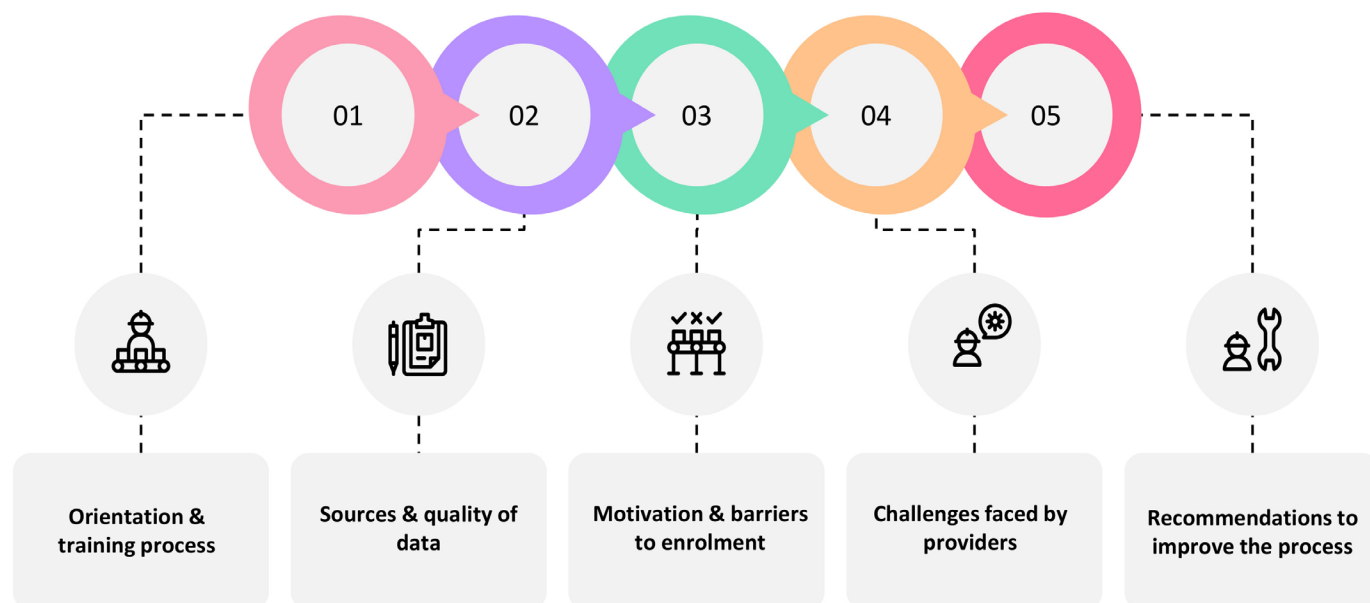 01
02
03
04
05
Orientation &
training process
Sources & quality of
data
Motivation & barriers
to enrolment
Challenges faced by
providers
Recommendations to
improve the process